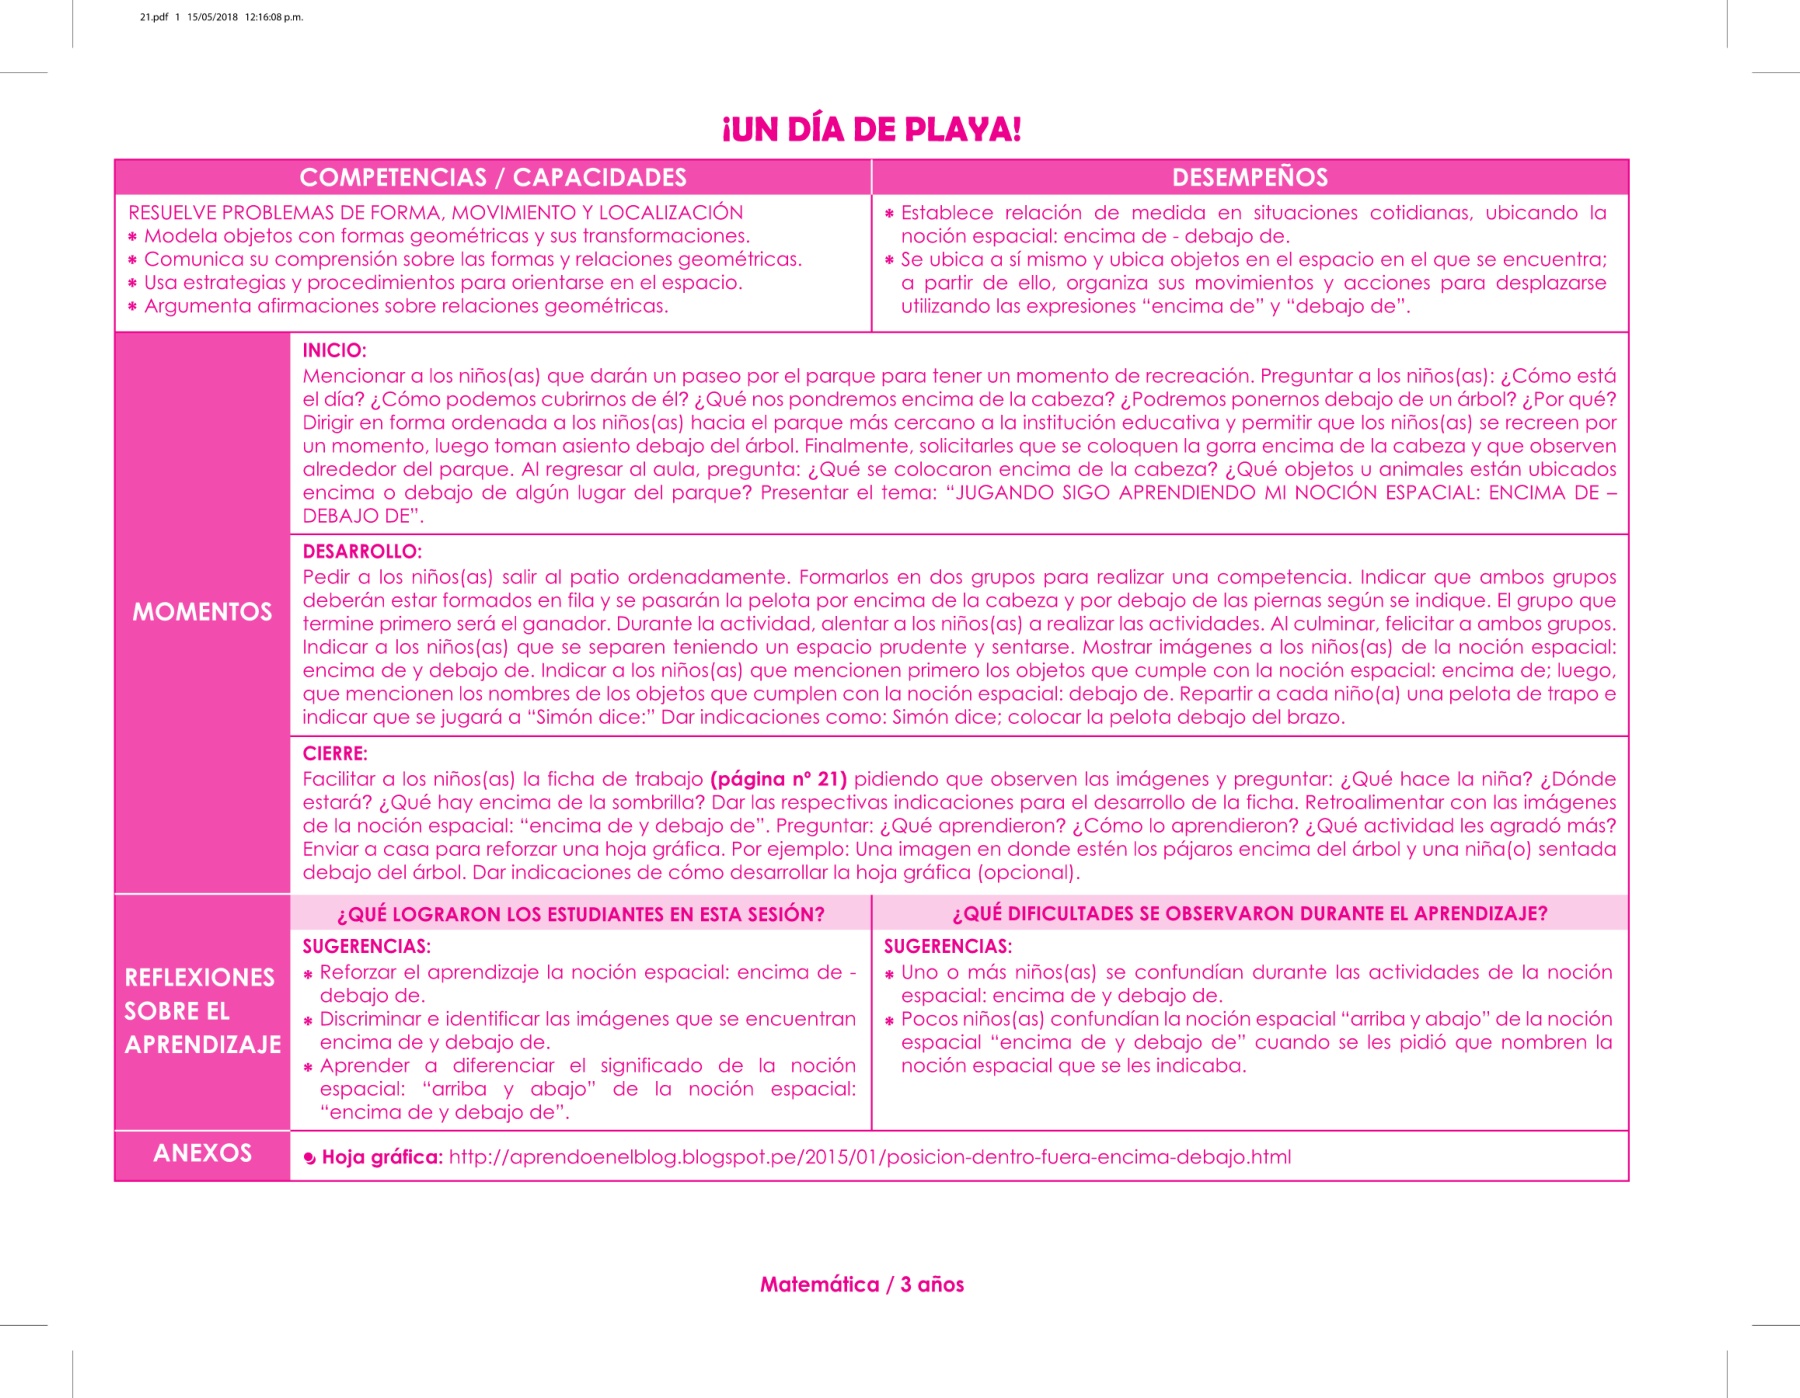 21.pdf 1 15/05/2018 12:16:08 p.m.
¡UN DÍA DE PLAYA!
COMPETENCIAS / CAPACIDADES
RESUELVE PROBLEMAS DE FORMA, MOVIMIENTO Y LOCALIZACIÓN
* Modela objetos con formas geométricas y sus transformaciones.
* Comunica su comprensión sobre las formas y relaciones geométricas.
* Usa estrategias y procedimientos para orientarse en el espacio.
* Argumenta afirmaciones sobre relaciones geométricas.
DESEMPEÑOS
* Establece relación de medida en situaciones cotidianas, ubicando la
noción espacial: encima de - debajo de.
* Se ubica a sí mismo y ubica objetos en el espacio en el que se encuentra;
a partir de ello, organiza sus movimientos y acciones para desplazarse
utilizando las expresiones “encima de” y “debajo de”.
MOMENTOS
INICIO:
Mencionar a los niños(as) que darán un paseo por el parque para tener un momento de recreación. Preguntar a los niños(as): ¿Cómo está
el día? ¿Cómo podemos cubrirnos de él? ¿Qué nos pondremos encima de la cabeza? ¿Podremos ponernos debajo de un árbol? ¿Por qué?
Dirigir en forma ordenada a los niños(as) hacia el parque más cercano a la institución educativa y permitir que los niños(as) se recreen por
un momento, luego toman asiento debajo del árbol. Finalmente, solicitarles que se coloquen la gorra encima de la cabeza y que observen
alrededor del parque. Al regresar al aula, pregunta: ¿Qué se colocaron encima de la cabeza? ¿Qué objetos u animales están ubicados
encima o debajo de algún lugar del parque? Presentar el tema: “JUGANDO SIGO APRENDIENDO MI NOCIÓN ESPACIAL: ENCIMA DE –
DEBAJO DE”.
DESARROLLO:
Pedir a los niños(as) salir al patio ordenadamente. Formarlos en dos grupos para realizar una competencia. Indicar que ambos grupos
deberán estar formados en fila y se pasarán la pelota por encima de la cabeza y por debajo de las piernas según se indique. El grupo que
termine primero será el ganador. Durante la actividad, alentar a los niños(as) a realizar las actividades. Al culminar, felicitar a ambos grupos.
Indicar a los niños(as) que se separen teniendo un espacio prudente y sentarse. Mostrar imágenes a los niños(as) de la noción espacial:
encima de y debajo de. Indicar a los niños(as) que mencionen primero los objetos que cumple con la noción espacial: encima de; luego,
que mencionen los nombres de los objetos que cumplen con la noción espacial: debajo de. Repartir a cada niño(a) una pelota de trapo e
indicar que se jugará a “Simón dice:” Dar indicaciones como: Simón dice; colocar la pelota debajo del brazo.
CIERRE:
Facilitar a los niños(as) la ficha de trabajo (página nº 21) pidiendo que observen las imágenes y preguntar: ¿Qué hace la niña? ¿Dónde
estará? ¿Qué hay encima de la sombrilla? Dar las respectivas indicaciones para el desarrollo de la ficha. Retroalimentar con las imágenes
de la noción espacial: “encima de y debajo de”. Preguntar: ¿Qué aprendieron? ¿Cómo lo aprendieron? ¿Qué actividad les agradó más?
Enviar a casa para reforzar una hoja gráfica. Por ejemplo: Una imagen en donde estén los pájaros encima del árbol y una niña(o) sentada
debajo del árbol. Dar indicaciones de cómo desarrollar la hoja gráfica (opcional).
REFLEXIONES
SOBRE EL
APRENDIZAJE
¿QUÉ LOGRARON LOS ESTUDIANTES EN ESTA SESIÓN?
SUGERENCIAS:
* Reforzar el aprendizaje la noción espacial: encima de -
debajo de.
* Discriminar e identificar las imágenes que se encuentran
encima de y debajo de.
* Aprender a diferenciar el significado de la noción
espacial: “arriba y abajo” de la noción espacial:
“encima de y debajo de”.
¿QUÉ DIFICULTADES SE OBSERVARON DURANTE EL APRENDIZAJE?
SUGERENCIAS:
* Uno o más niños(as) se confundían durante las actividades de la noción
espacial: encima de y debajo de.
* Pocos niños(as) confundían la noción espacial “arriba y abajo” de la noción
espacial “encima de y debajo de” cuando se les pidió que nombren la
noción espacial que se les indicaba.
ANEXOS
Hoja gráfica: http://aprendoenelblog.blogspot.pe/2015/01/posicion-dentro-fuera-encima-debajo.html
Matemática / 3 años